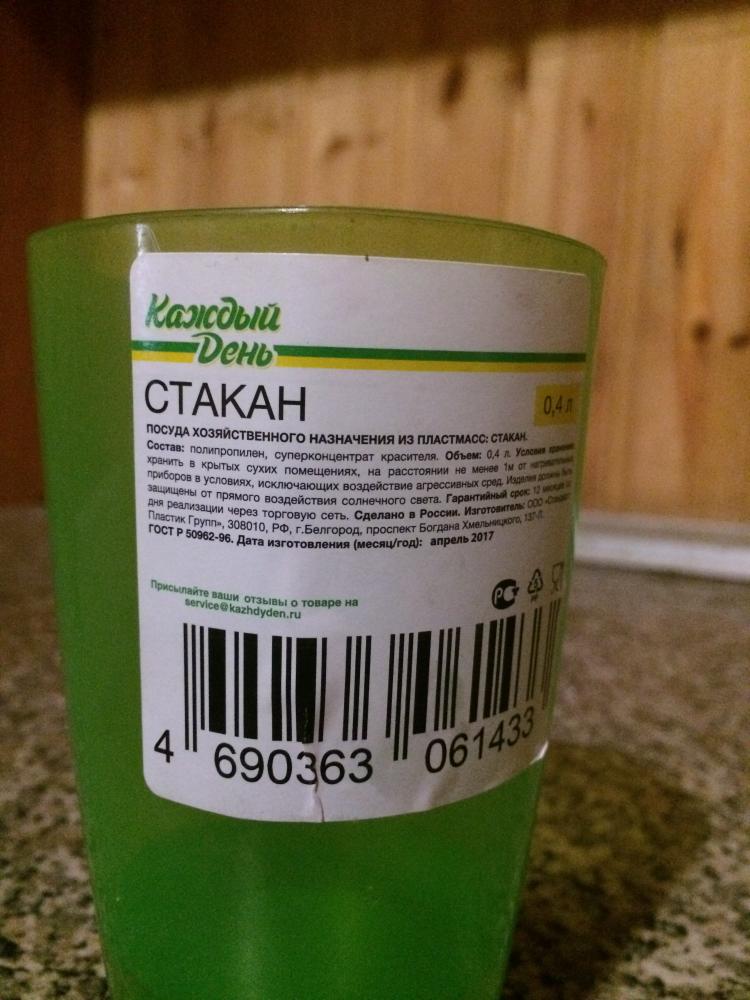 Каждый
День
СТАКАН
0,4 л
ПОСУДА ХОЗЯЙСТВЕННОГО НАЗНАЧЕНИЯ ИЗ ПЛАСТМАСС: СТАКАН.
Состав: полипропилен, суперконцентрат красителя. Объем: 0,4 л. Условия хранения:
хранить в крытых сухих помещениях, на расстоянии не менее 1м от нагревательных
приборов в условиях, исключающих воздействие агрессивных сред. Изделия должны быть
защищены от прямого воздействия солнечного света. Гарантийный срок: 12 месяцев со
дня реализации через торговую сеть. Сделано в России. Изготовитель: ООО «Стандарт
Пластик Групп», 308010, РФ, г.Белгород, проспект Богдана Хмельницкого, 137-Л.
ГОСТ Р 50962-96. Дата изготовления (месяц/год): апрель 2017
Присылайте ваши отзывы о товаре на
service@kazhdyden.ru
4 690363 061433